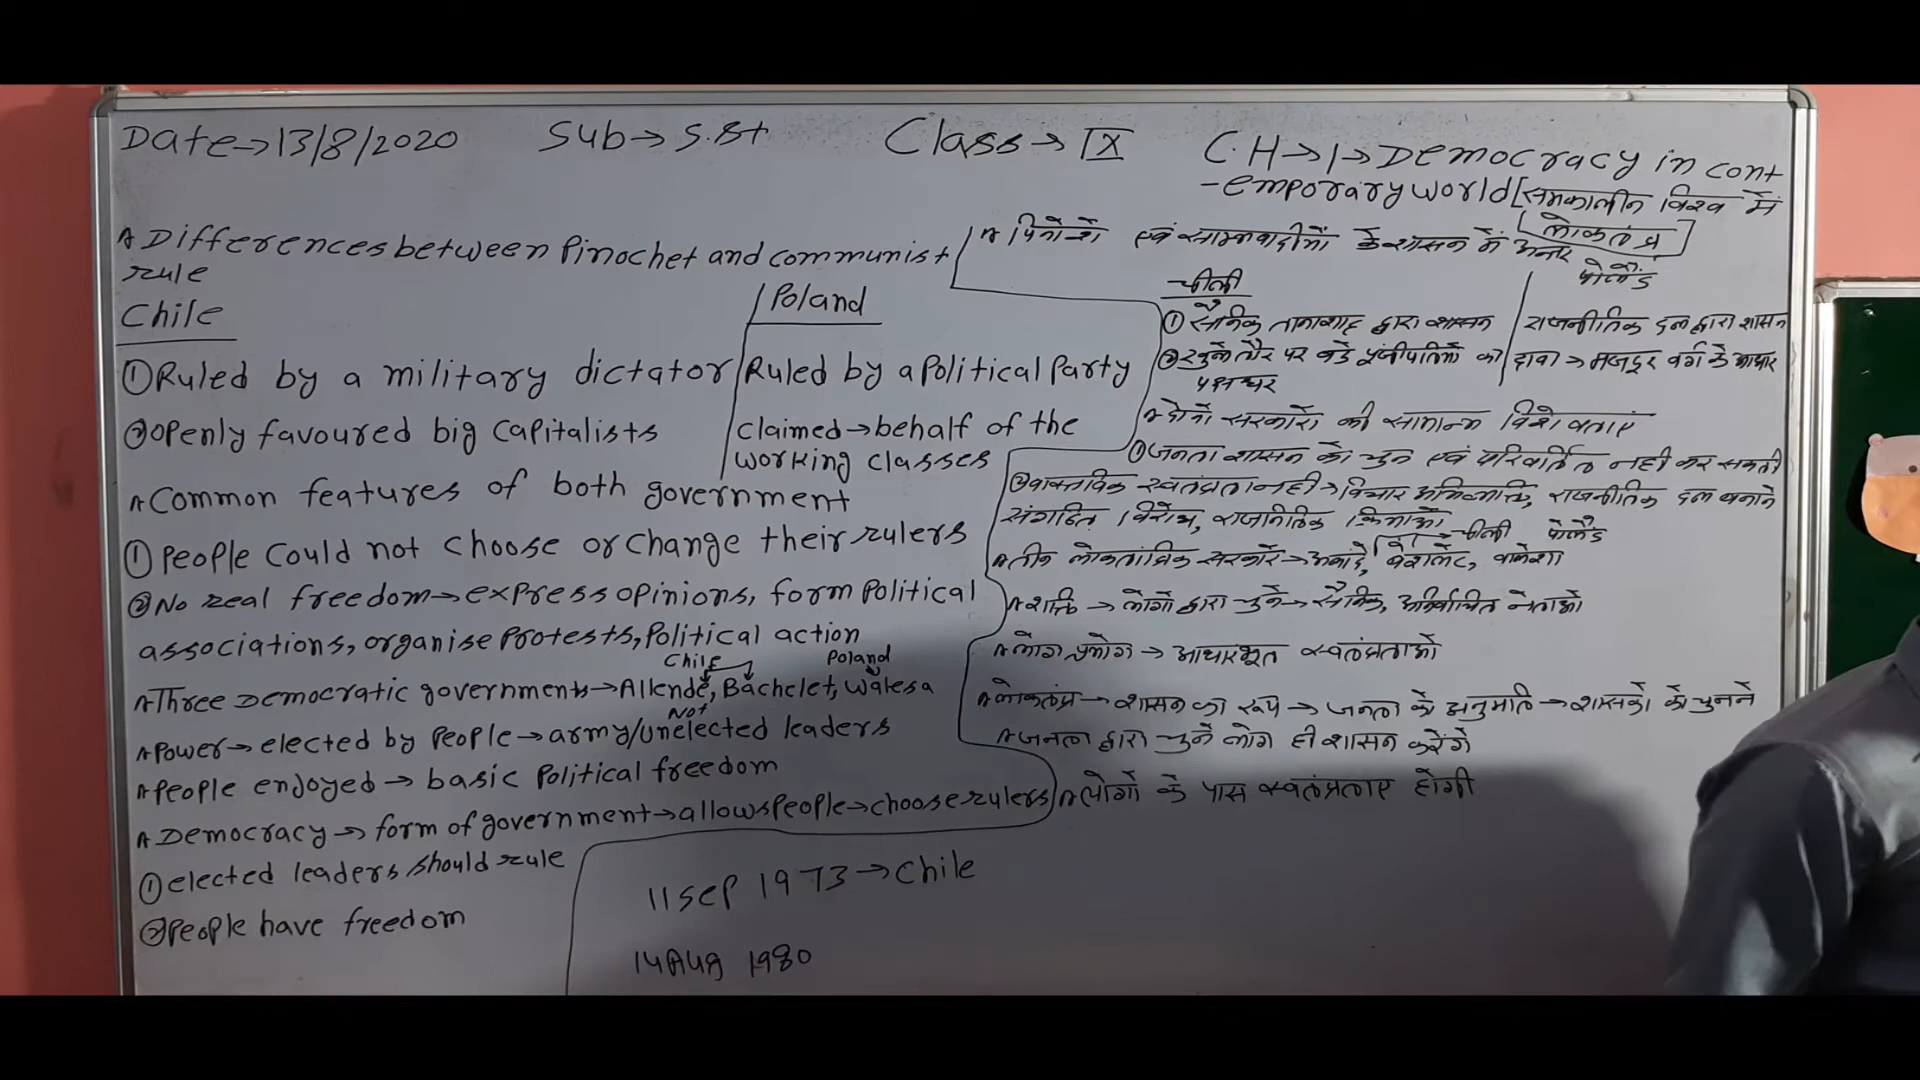 Date→13/8/2020 Sub→S.St Class→IX C.H→1→Democracy in cont
-emporary world [समकालीन विश्व में
लोकतंत्र]
Differences between Pinochet and communist
rule
Chile
Poland
① Ruled by a military dictator
Ruled by a Political Party
② openly favoured big capitalists
claimed→behalf of the
working classes
Common features of both government
① People could not choose or change their rulers
② No real freedom→express opinions, form Political
associations, organise Protests, Political action
Chile Poland
Three Democratic governments→Allende, Bachelet, Walesa
Not
Power→elected by People→army/unelected leaders
People enjoyed→basic Political freedom
Democracy→form of government→allows People→choose rulers
① elected leaders should rule
② People have freedom
11 Sep 1973→Chile
14 Aug 1980
पिनोशे एवं साम्यवादीयों के शासन में अन्तर
चीली
पोलैंड
① सैनिक तानाशाह द्वारा शासन
राजनीतिक दल द्वारा शासन
② खुले तौर पर बडे पूंजीपतियों का
पक्षधर
दावा→मजदूर वर्ग के आधार
दोनों सरकारों की सामान्य विशेषताएं
① जनता शासन को चुन एवं परिवर्तित नही कर सकती
② वास्तविक स्वतंत्रता नही→विचार अभिव्यक्ति, राजनीतिक दल बनाने
संगठित विरोध, राजनितिक
चीली पोलैंड
तीन लोकतांत्रिक सरकारें→अलांदे, बैशलेट, वालेशा
शक्ति→लोगों द्वारा चुने→सैनिक, अनिर्वाचित नेताओं
लोग→आधारभूत स्वतंत्रताओं
लोकतंत्र→शासन का रूप→जनता को अनुमति→शासकों को चुनने
जनता द्वारा चुने लोग ही शासन करेंगे
लोगों के पास स्वतंत्रताएं होगी